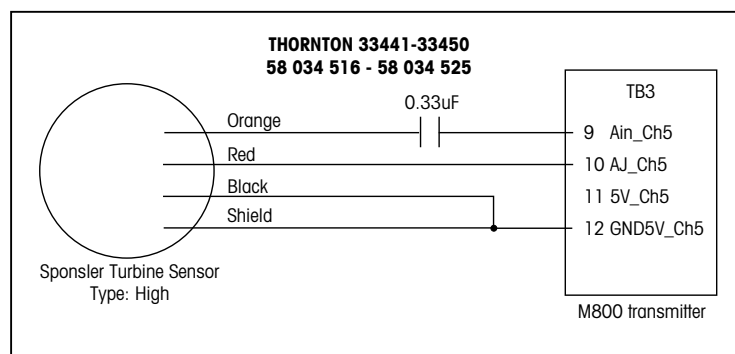 THORNTON 33441-33450
58 034 516 - 58 034 525
0.33uF
TB3
Orange
9 Ain_Ch5
Red
10 AJ_Ch5
Black
11 5V_Ch5
Shield
12 GND5V_Ch5
Sponsler Turbine Sensor
Type: High
M800 transmitter